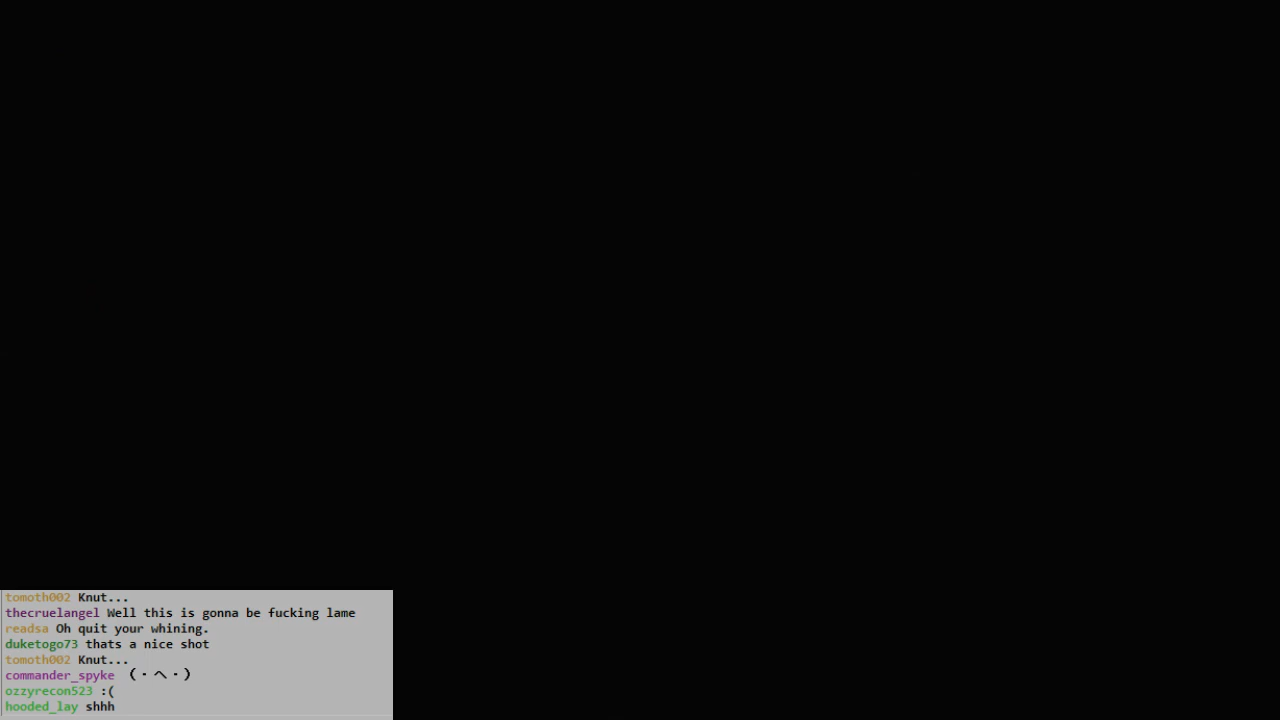 tomoth002 Knut...
thecruelangel Well this is gonna be fucking lame
readsa Oh quit your whining.
duketogo73 thats a nice shot
tomoth002 Knut...
commander_spyke (・へ・)
ozzyrecon523 :(
hooded_lay shhh